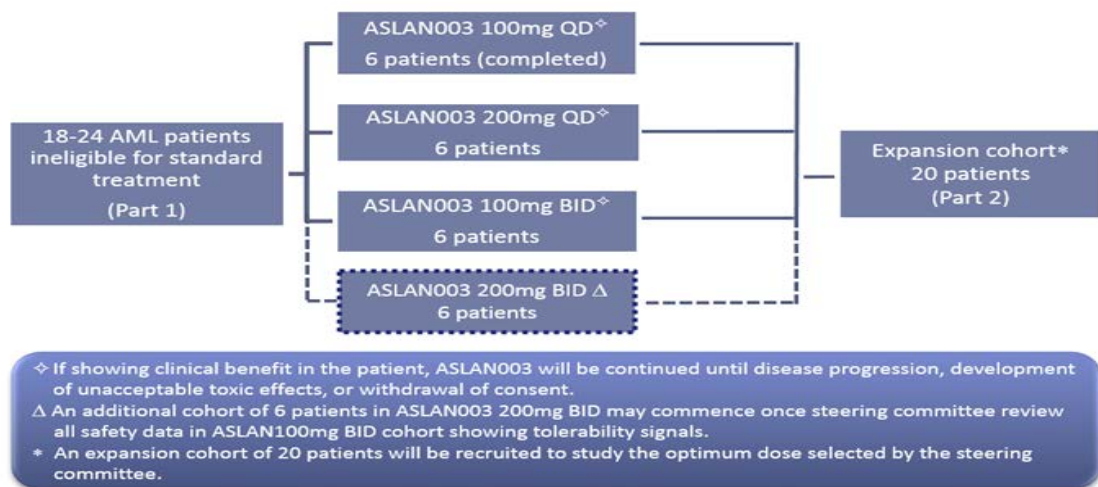 ASLAN003 100mg QD✧
6 patients (completed)
18-24 AML patients
ineligible for standard
treatment
(Part 1)
ASLAN003 200mg QD✧
6 patients
ASLAN003 100mg BID✧
6 patients
ASLAN003 200mg BID Δ
6 patients
Expansion cohort*
20 patients
(Part 2)
✧ If showing clinical benefit in the patient, ASLAN003 will be continued until disease progression, development
of unacceptable toxic effects, or withdrawal of consent.
Δ An additional cohort of 6 patients in ASLAN003 200mg BID may commence once steering committee review
all safety data in ASLAN100mg BID cohort showing tolerability signals.
* An expansion cohort of 20 patients will be recruited to study the optimum dose selected by the steering
committee.